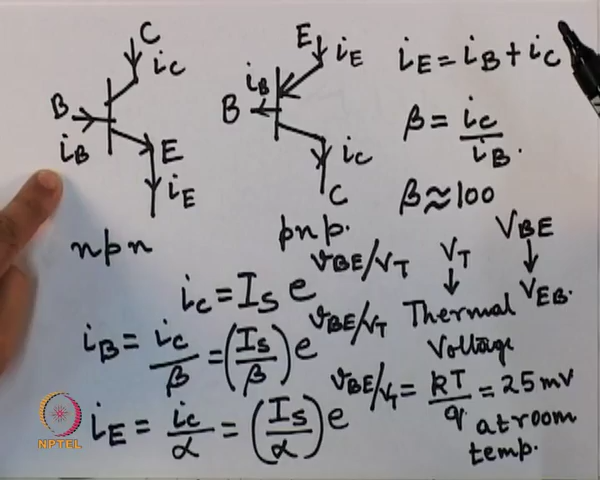 C
iC
B
iB
E
iE
npn
E
iE
iB
B
iC
C
pnp.
iE = iB + iC
β = iC/iB.
β ≈ 100
iC = IS e^(vBE/VT)
iB = iC/β = (IS/β) e^(vBE/VT)
iE = iC/α = (IS/α) e^(vBE/VT)
VBE
↓
VEB.
VT
↓
Thermal
Voltage
= kT/q = 25 mV
at room
temp.
NPTEL